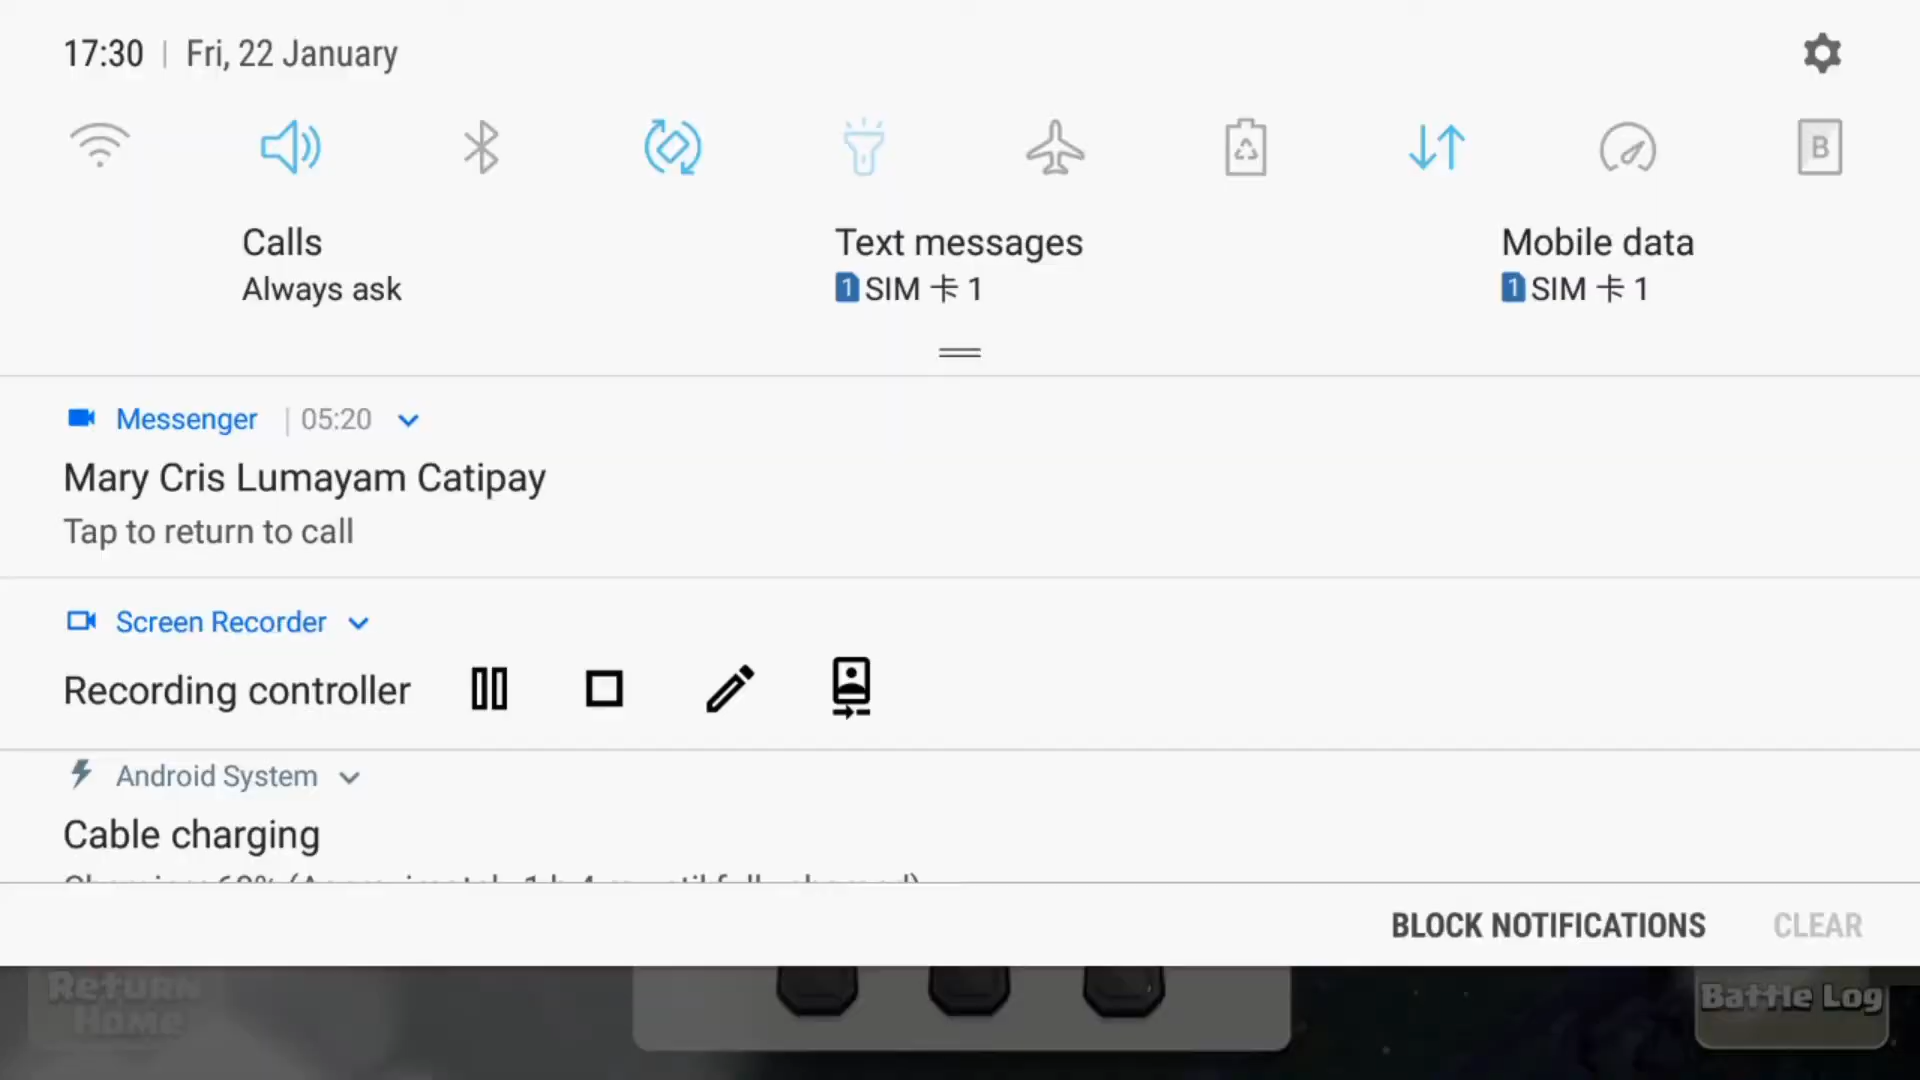 17:30 | Fri, 22 January
B
Calls
Always ask
Text messages
1 SIM 卡 1
Mobile data
1 SIM 卡 1
Messenger | 05:20
Mary Cris Lumayam Catipay
Tap to return to call
Screen Recorder
Recording controller
Android System
Cable charging
BLOCK NOTIFICATIONS CLEAR
Return
Home
Battle Log